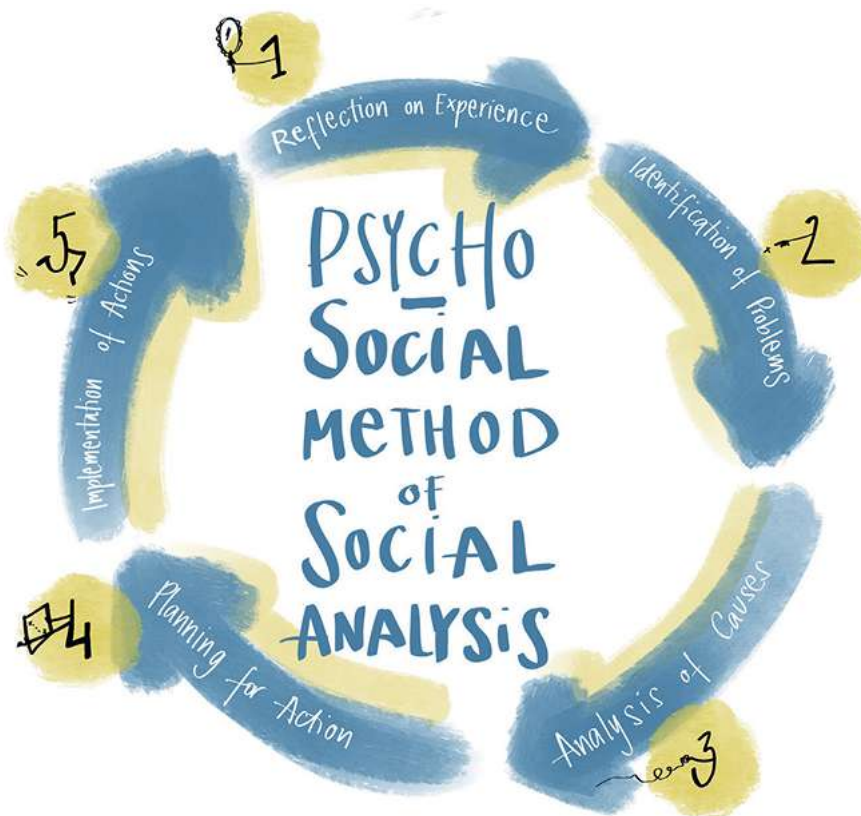 1
Reflection on Experience
2
Identification of Problems
3
Analysis of Causes
4
Planning for Action
5
Implementation of Actions
PSYCHO
SOCIAL
METHOD
OF
SOCIAL
ANALYSIS